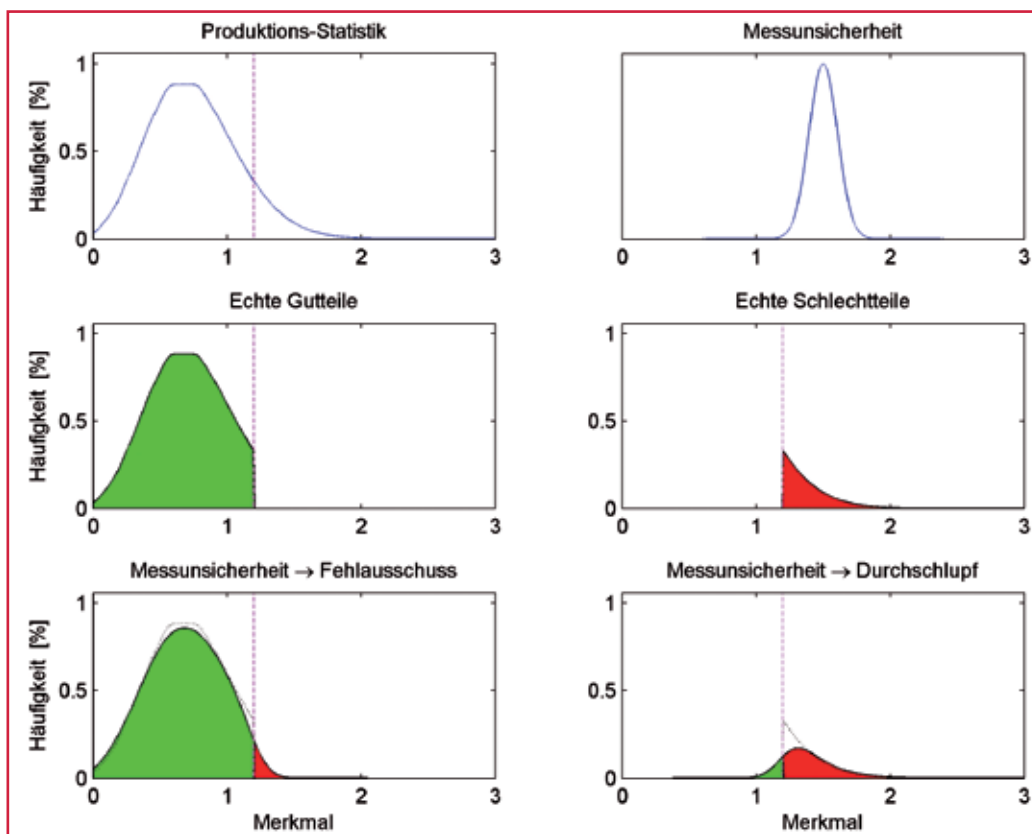 Produktions-Statistik
Messunsicherheit
Häufigkeit [%]
1
0.5
0
0 1 2 3
0 1 2 3
Echte Gutteile
Echte Schlechtteile
Häufigkeit [%]
1
0.5
0
0 1 2 3
1
0.5
0
0 1 2 3
Messunsicherheit → Fehlausschuss
Messunsicherheit → Durchschlupf
Häufigkeit [%]
1
0.5
0
0 1 2 3
Merkmal
1
0.5
0
0 1 2 3
Merkmal